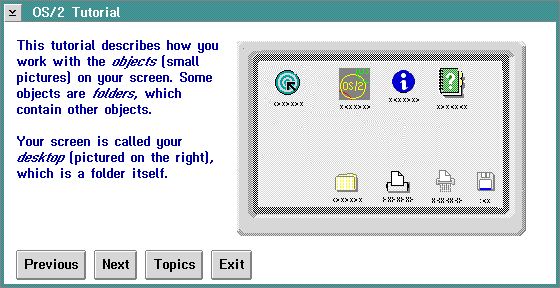 OS/2 Tutorial
This tutorial describes how you
work with the objects (small
pictures) on your screen. Some
objects are folders, which
contain other objects.
Your screen is called your
desktop (pictured on the right),
which is a folder itself.
OS/2
Previous
Next
Topics
Exit